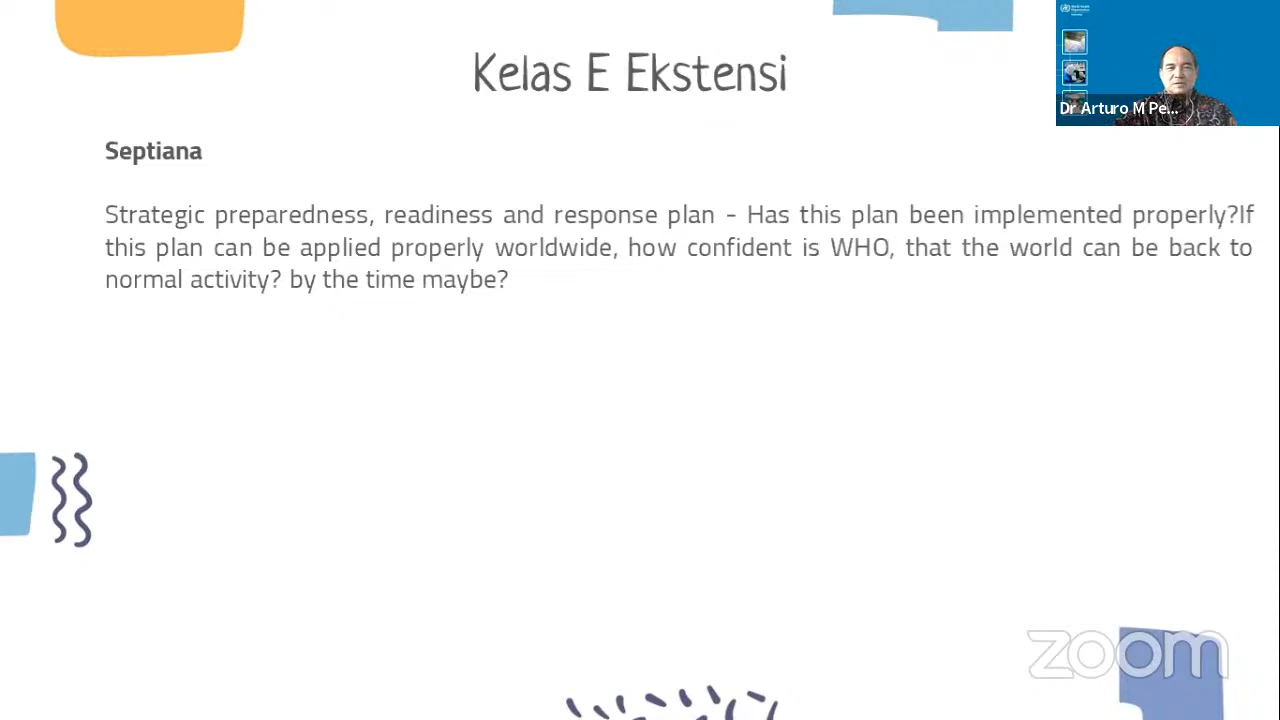 Kelas E Ekstensi
Dr Arturo M Pe...
Septiana
Strategic preparedness, readiness and response plan - Has this plan been implemented properly?If
this plan can be applied properly worldwide, how confident is WHO, that the world can be back to
normal activity? by the time maybe?
zoom